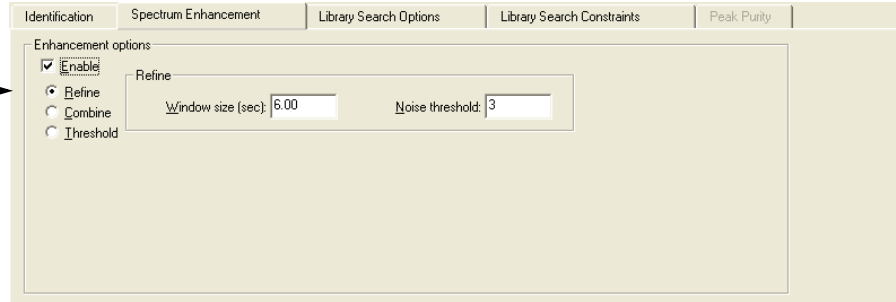 Identification Spectrum Enhancement Library Search Options Library Search Constraints Peak Purity
Enhancement options
Enable
Refine
Refine
Window size (sec): 6.00 Noise threshold: 3
Combine
Threshold